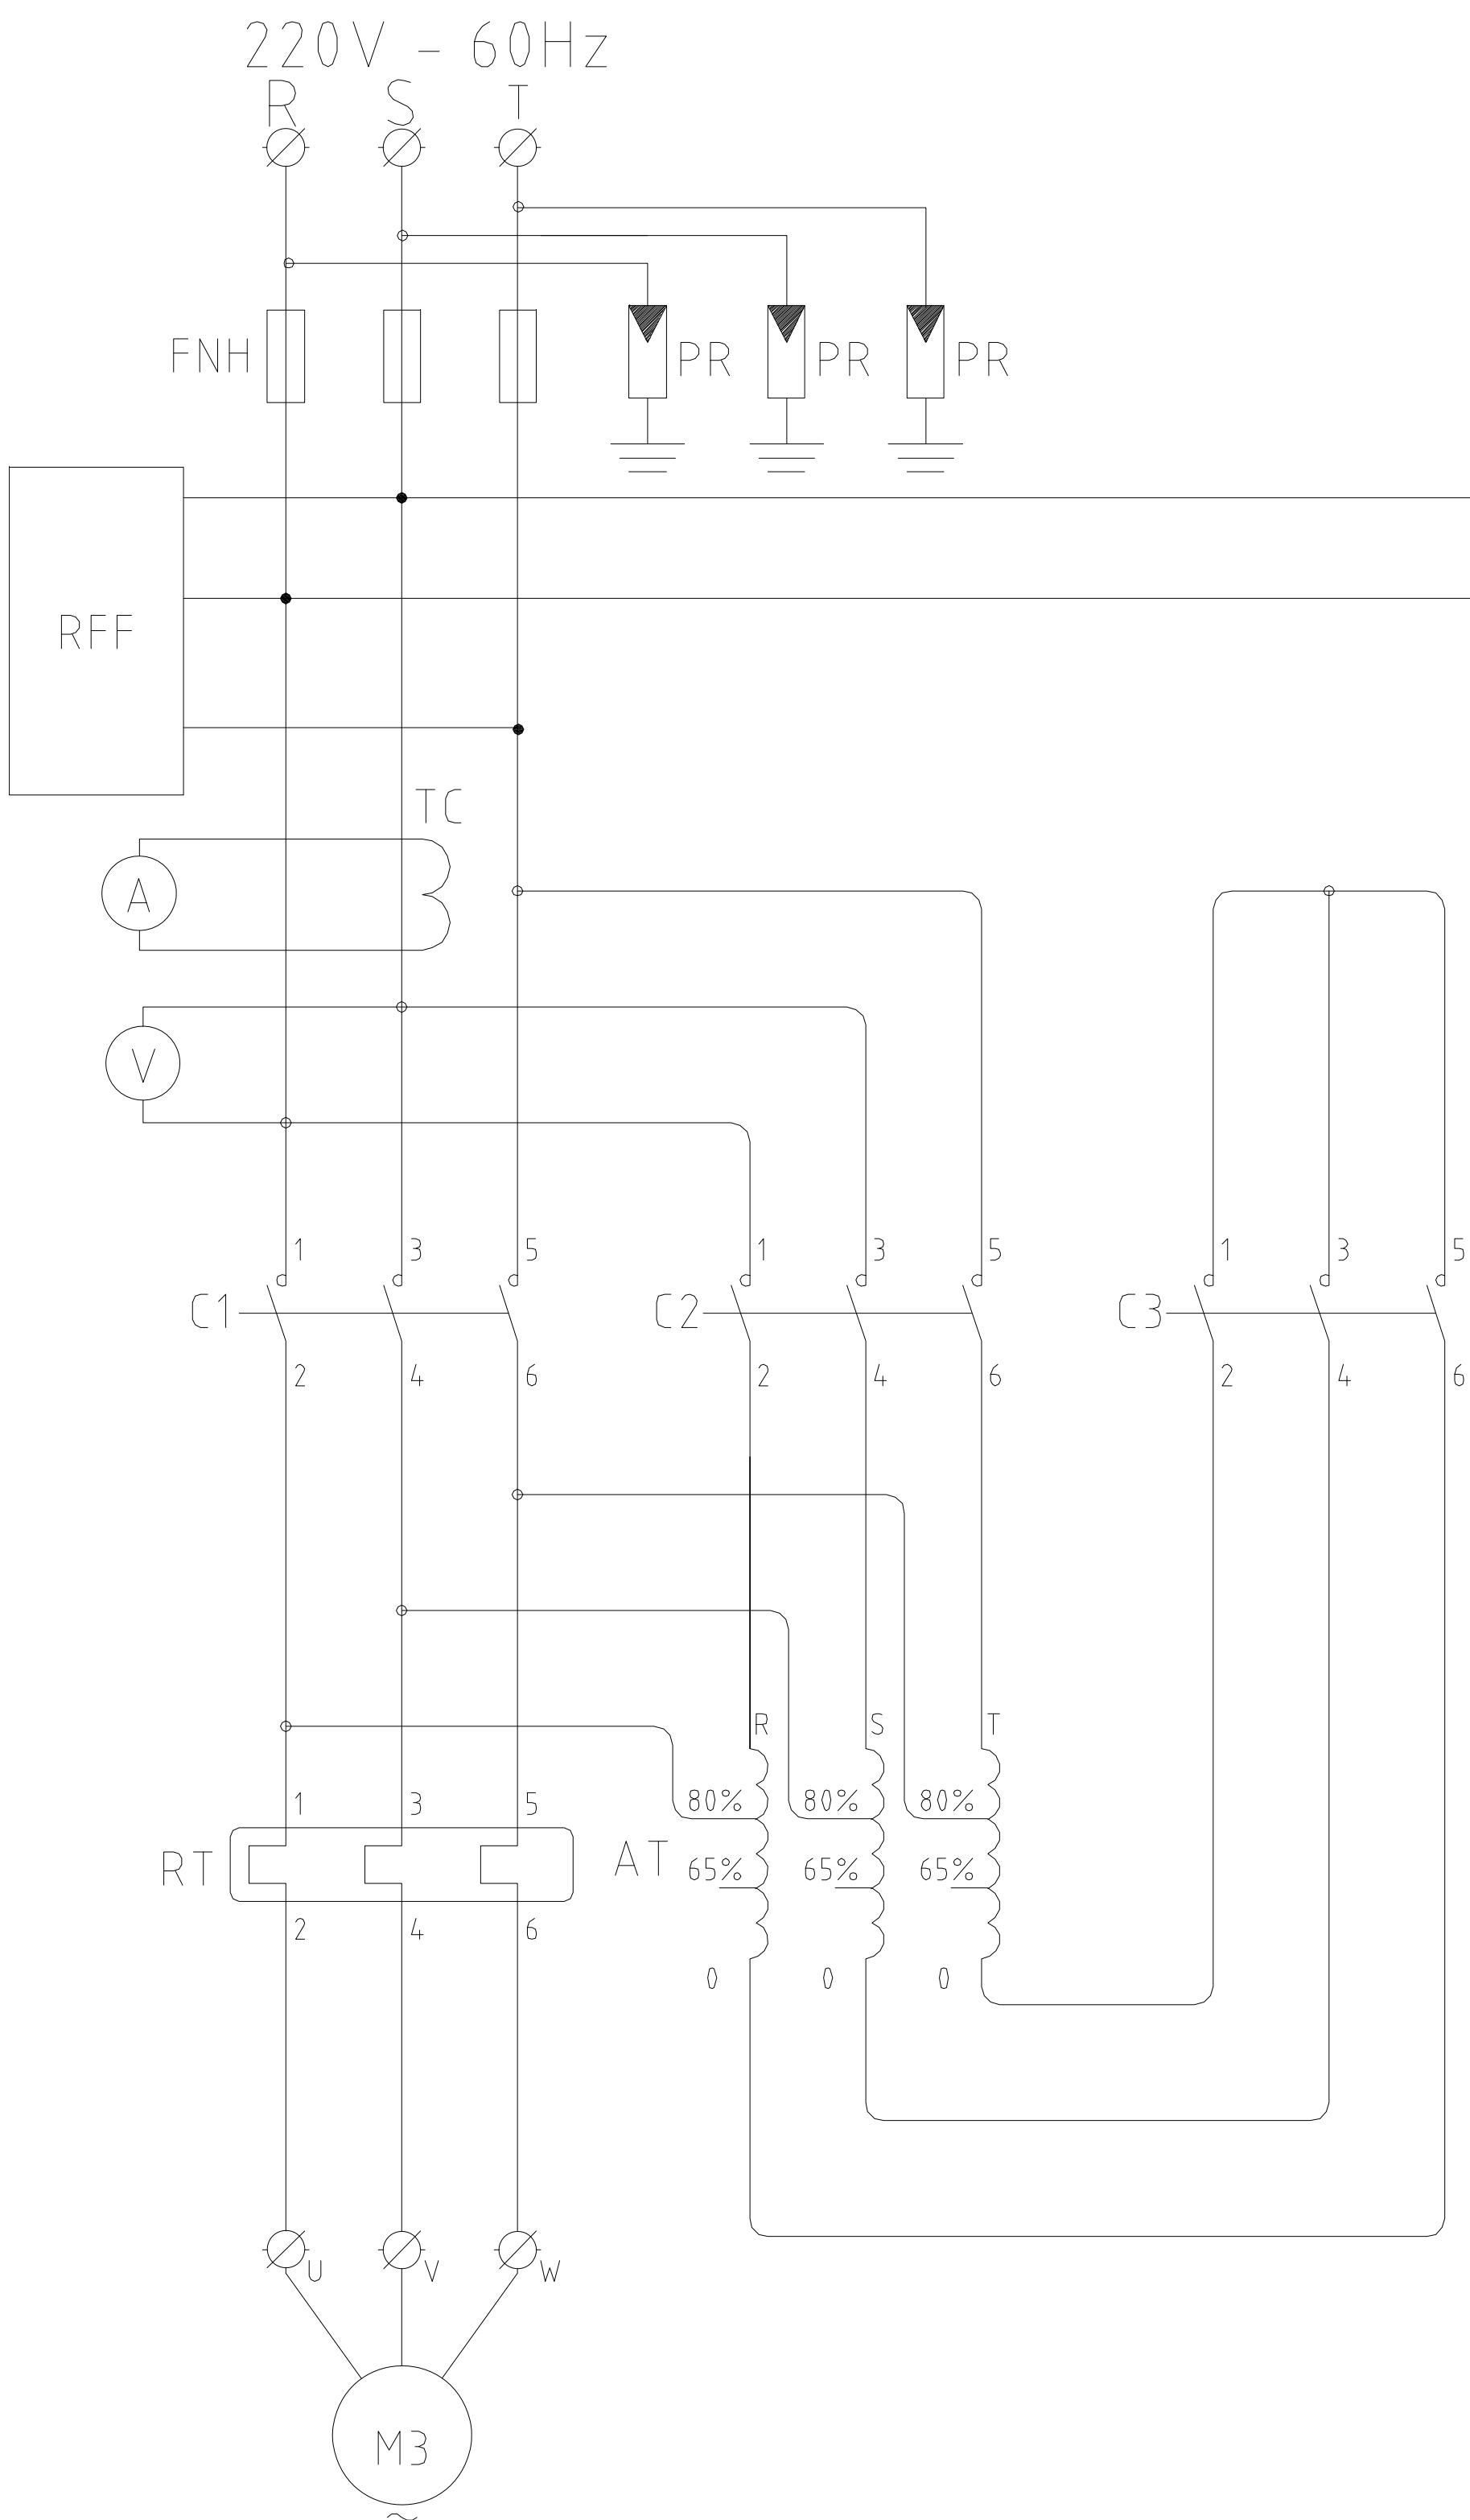 220V - 60Hz
R S T
FNH PR PR PR
RFF
TC
A
V
1 3 5 1 3 5 1 3 5
C1 C2 C3
2 4 6 2 4 6 2 4 6
R S T
1 3 5 80% 80% 80%
RT AT 65% 65% 65%
2 4 6
0 0 0
U V W
M3
~